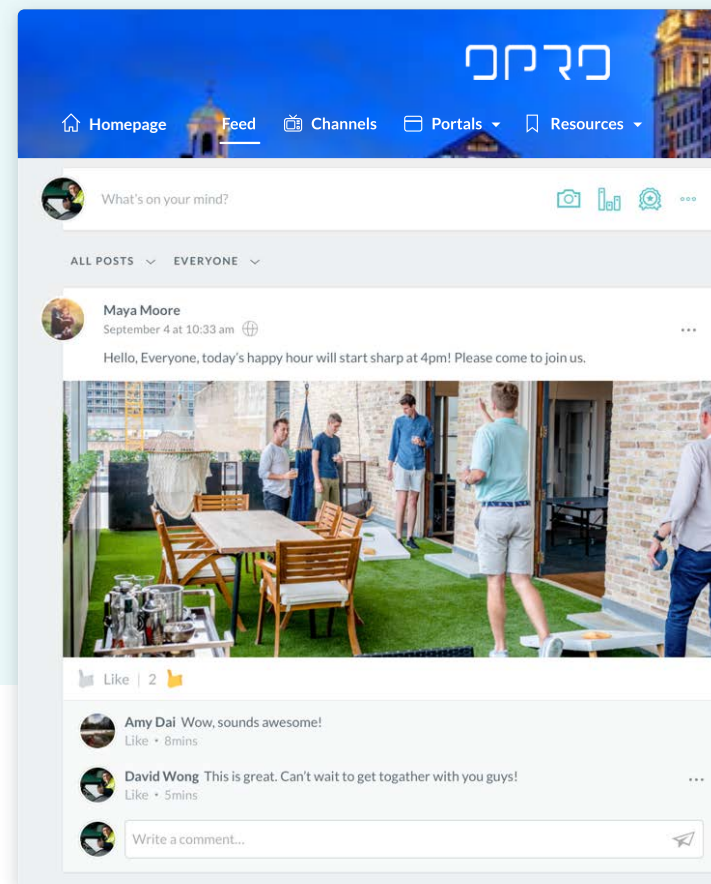 OPRO
Homepage Feed Channels Portals Resources
What's on your mind?
ALL POSTS EVERYONE
Maya Moore
September 4 at 10:33 am
Hello, Everyone, today's happy hour will start sharp at 4pm! Please come to join us.
Like | 2
Amy Dai Wow, sounds awesome!
Like • 8mins
David Wong This is great. Can't wait to get togather with you guys!
Like • 5mins
Write a comment...